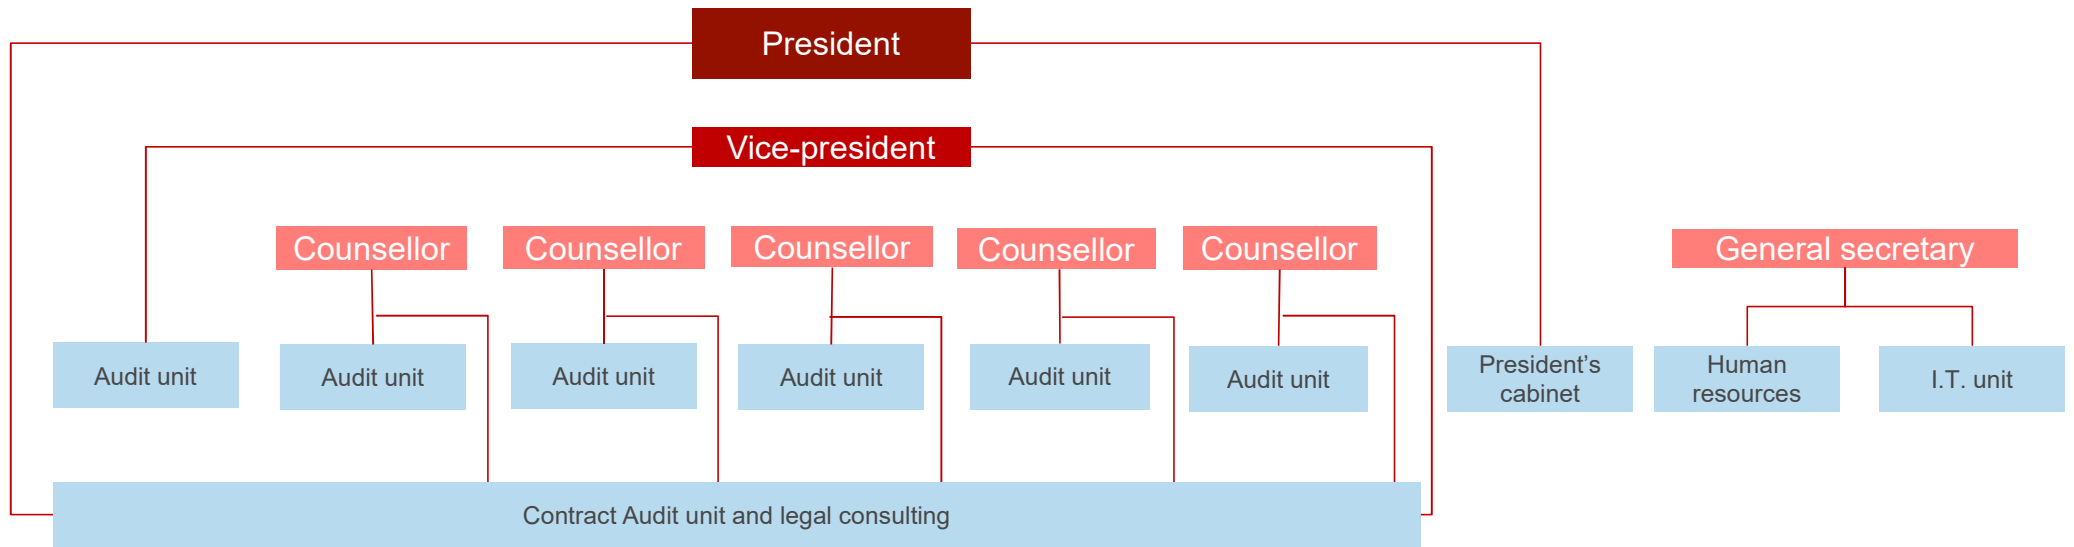 President
Vice-president
Counsellor
Counsellor
Counsellor
Counsellor
Counsellor
General secretary
Audit unit
Audit unit
Audit unit
Audit unit
Audit unit
Audit unit
President’s
cabinet
Human
resources
I.T. unit
Contract Audit unit and legal consulting